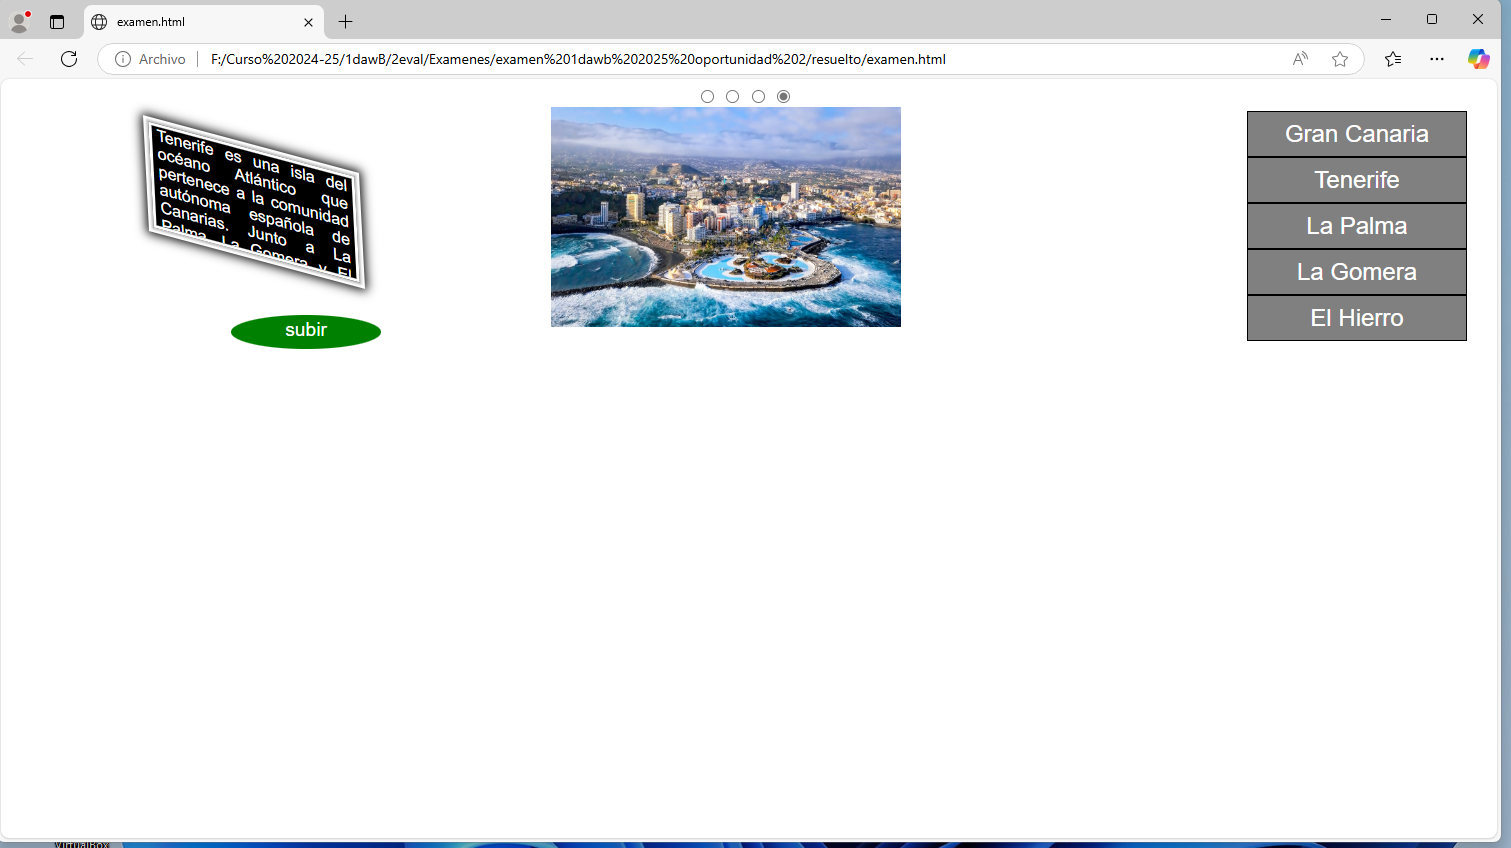 examen.html
Archivo
F:/Curso%202024-25/1dawB/2eval/Examenes/examen%201dawb%202025%20oportunidad%202/resuelto/examen.html
Tenerife es una isla del
océano Atlántico que
pertenece a la comunidad
autónoma española de
Canarias. Junto a La
Palma, La Gomera y El
subir
Gran Canaria
Tenerife
La Palma
La Gomera
El Hierro
VirtualBox